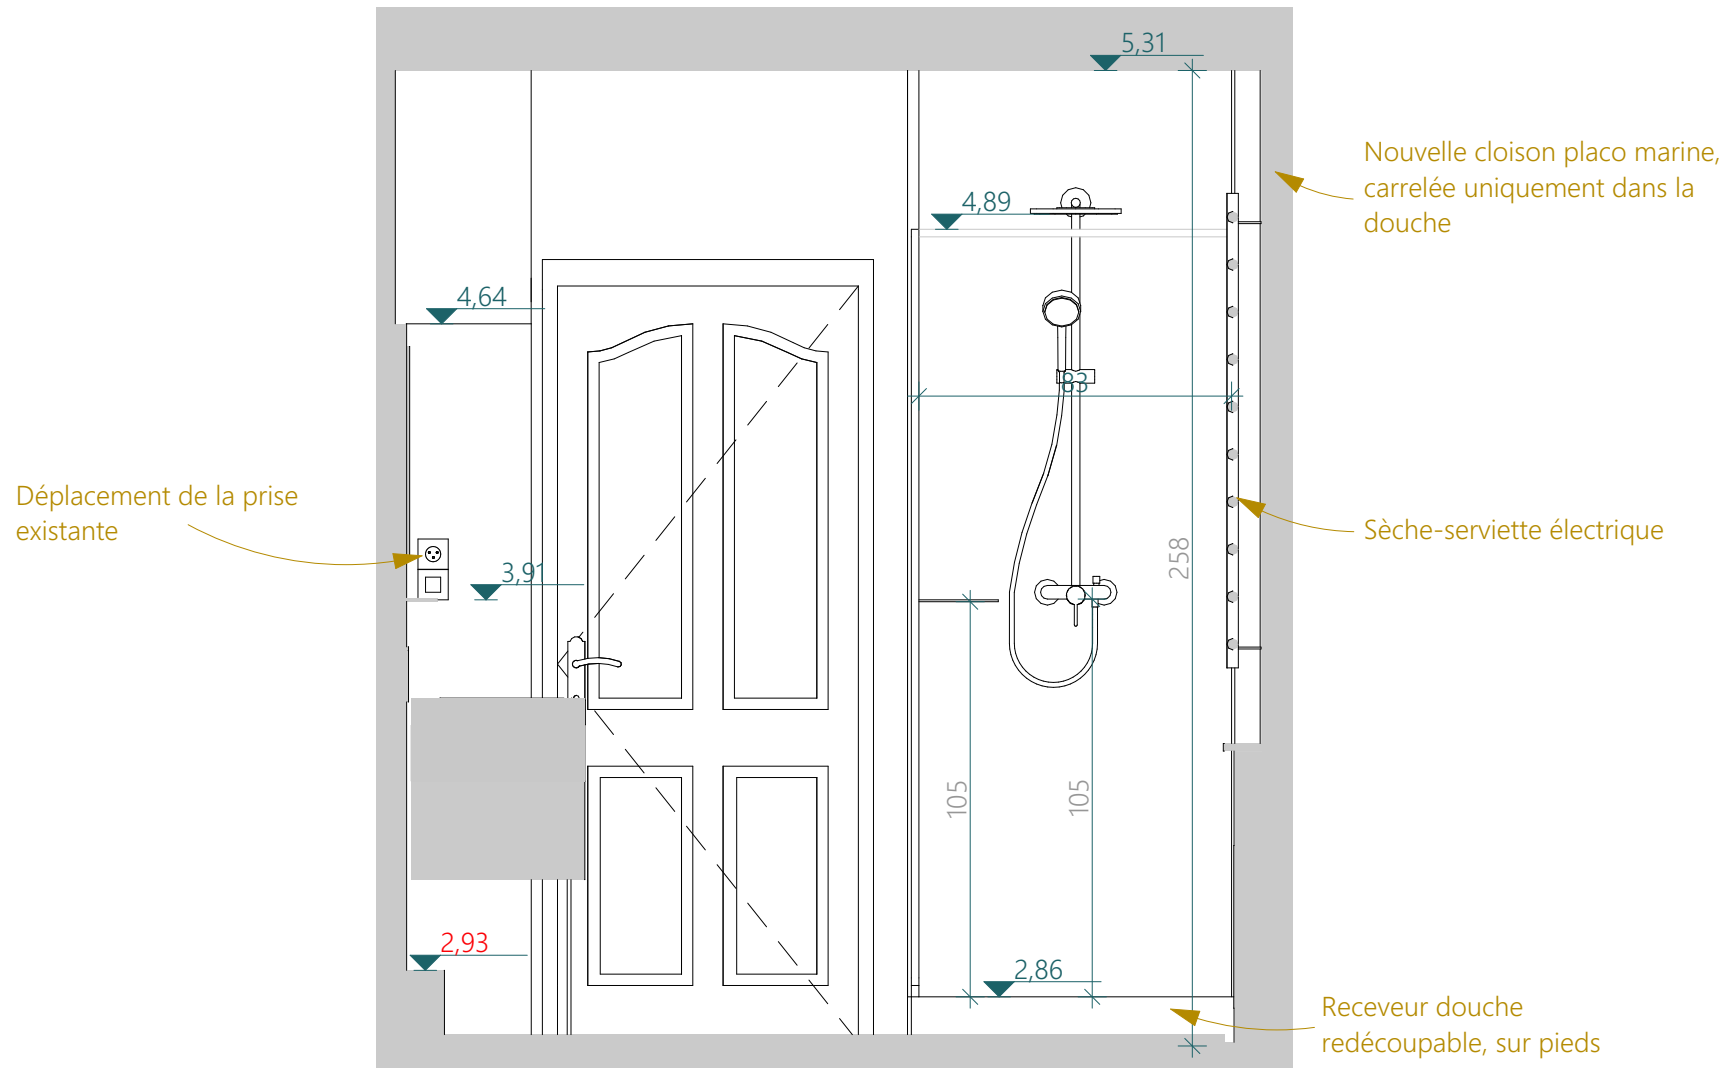 5,31
Nouvelle cloison placo marine,
carrelée uniquement dans la
douche
4,89
4,64
83
Déplacement de la prise
existante
Sèche-serviette électrique
258
3,91
105
105
2,93
2,86
Receveur douche
redécoupable, sur pieds